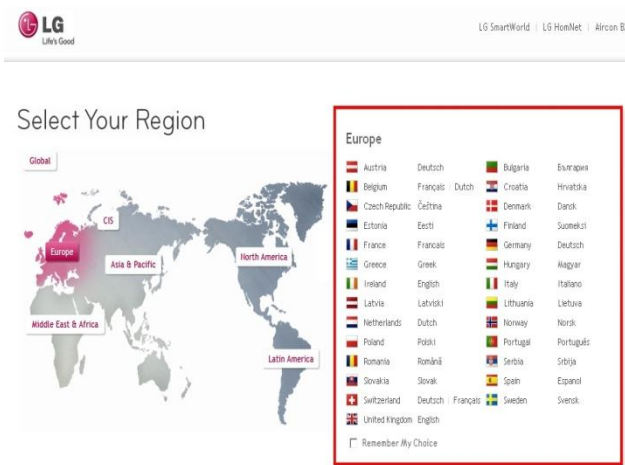 LG
Life's Good
LG SmartWorld | LG HomNet | Aircon B
Select Your Region
Global
CIS
Europe
Asia & Pacific
North America
Middle East & Africa
Latin America
Europe
Austria Deutsch Bulgaria България
Belgium Français | Dutch Croatia Hrvatska
Czech Republic Čeština Denmark Dansk
Estonia Eesti Finland Suomeksi
France Francais Germany Deutsch
Greece Greek Hungary Magyar
Ireland English Italy Italiano
Latvia Latviski Lithuania Lietuva
Netherlands Dutch Norway Norsk
Poland Polski Portugal Português
Romania Română Serbia Srbija
Slovakia Slovak Spain Espanol
Switzerland Deutsch | Français Sweden Svensk
United Kingdom English
Remember My Choice